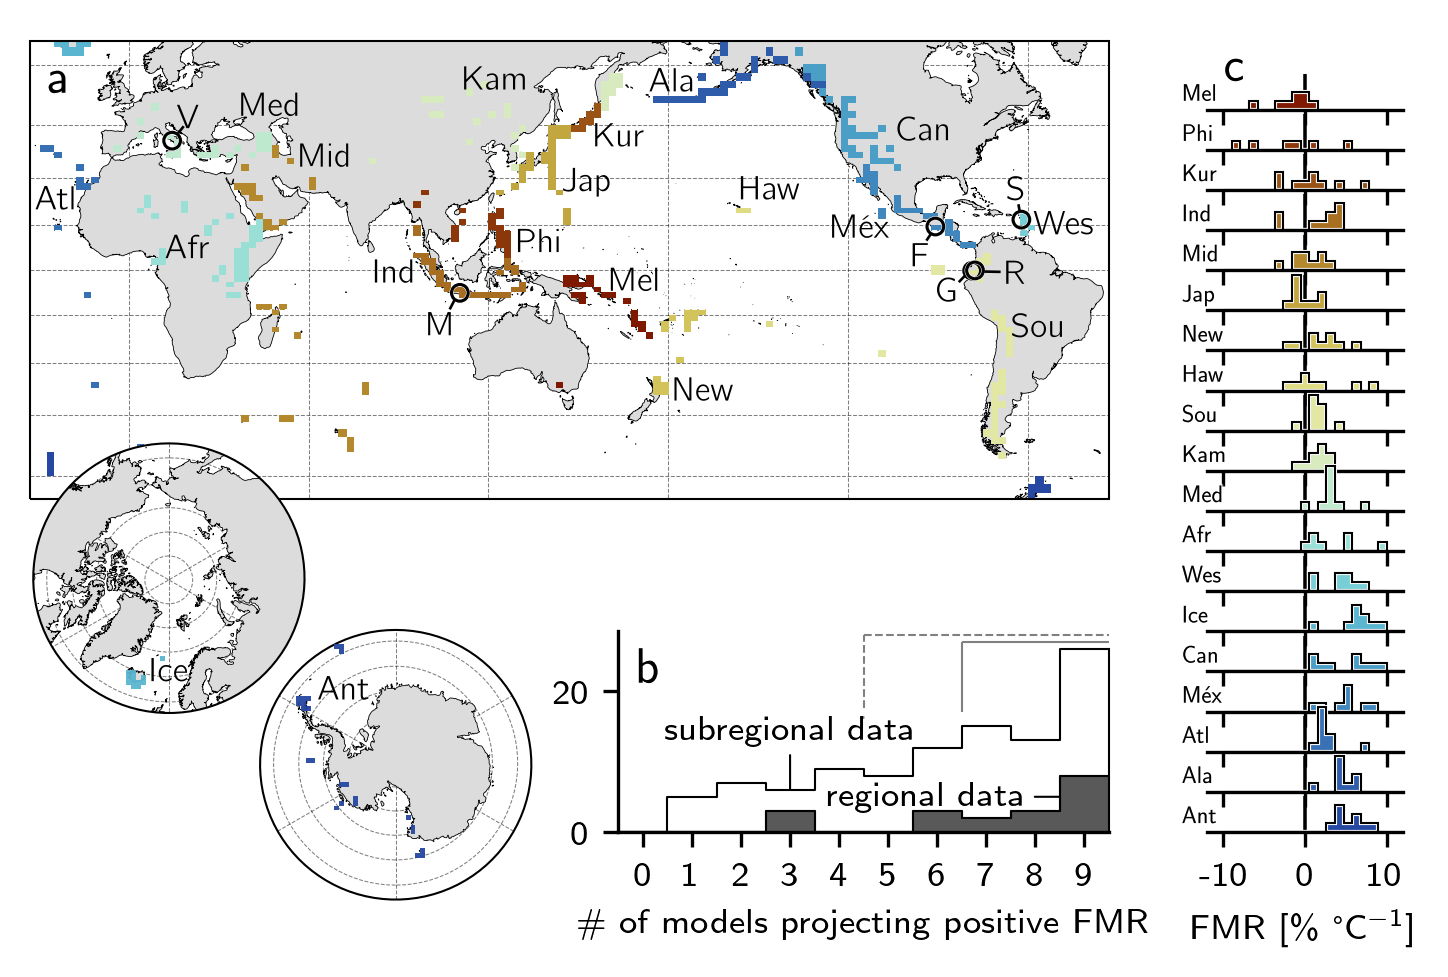 a
Kam
Ala
V
Med
Can
Mid
Kur
Jap
Haw
S
Atl
Méx
Wes
Afr
Phi
F
Ind
Mel
R
G
M
Sou
New
Ice
Ant
b
20
subregional data
regional data
0
0 1 2 3 4 5 6 7 8 9
# of models projecting positive FMR
c
Mel
Phi
Kur
Ind
Mid
Jap
New
Haw
Sou
Kam
Med
Afr
Wes
Ice
Can
Méx
Atl
Ala
Ant
-10 0 10
FMR [% °C⁻¹]